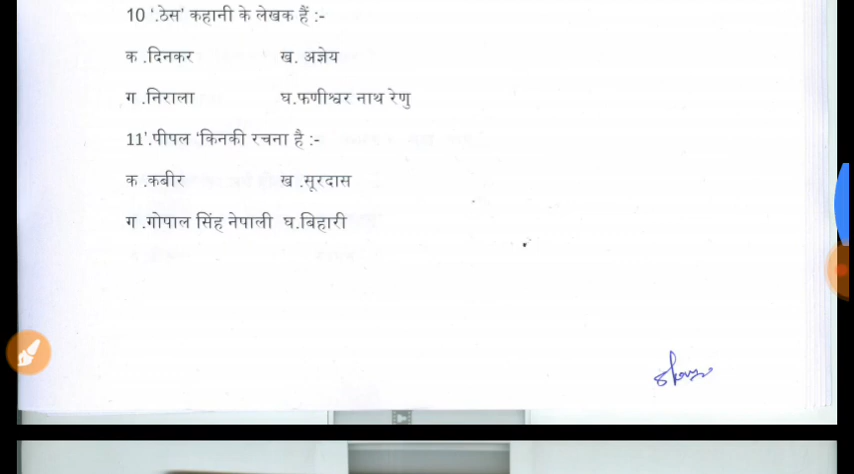 10 '.ठेस' कहानी के लेखक हैं :-
क .दिनकर ख. अज्ञेय
ग .निराला घ.फणीश्वर नाथ रेणु
11'.पीपल 'किनकी रचना है :-
क .कबीर ख .सूरदास
ग .गोपाल सिंह नेपाली घ.बिहारी